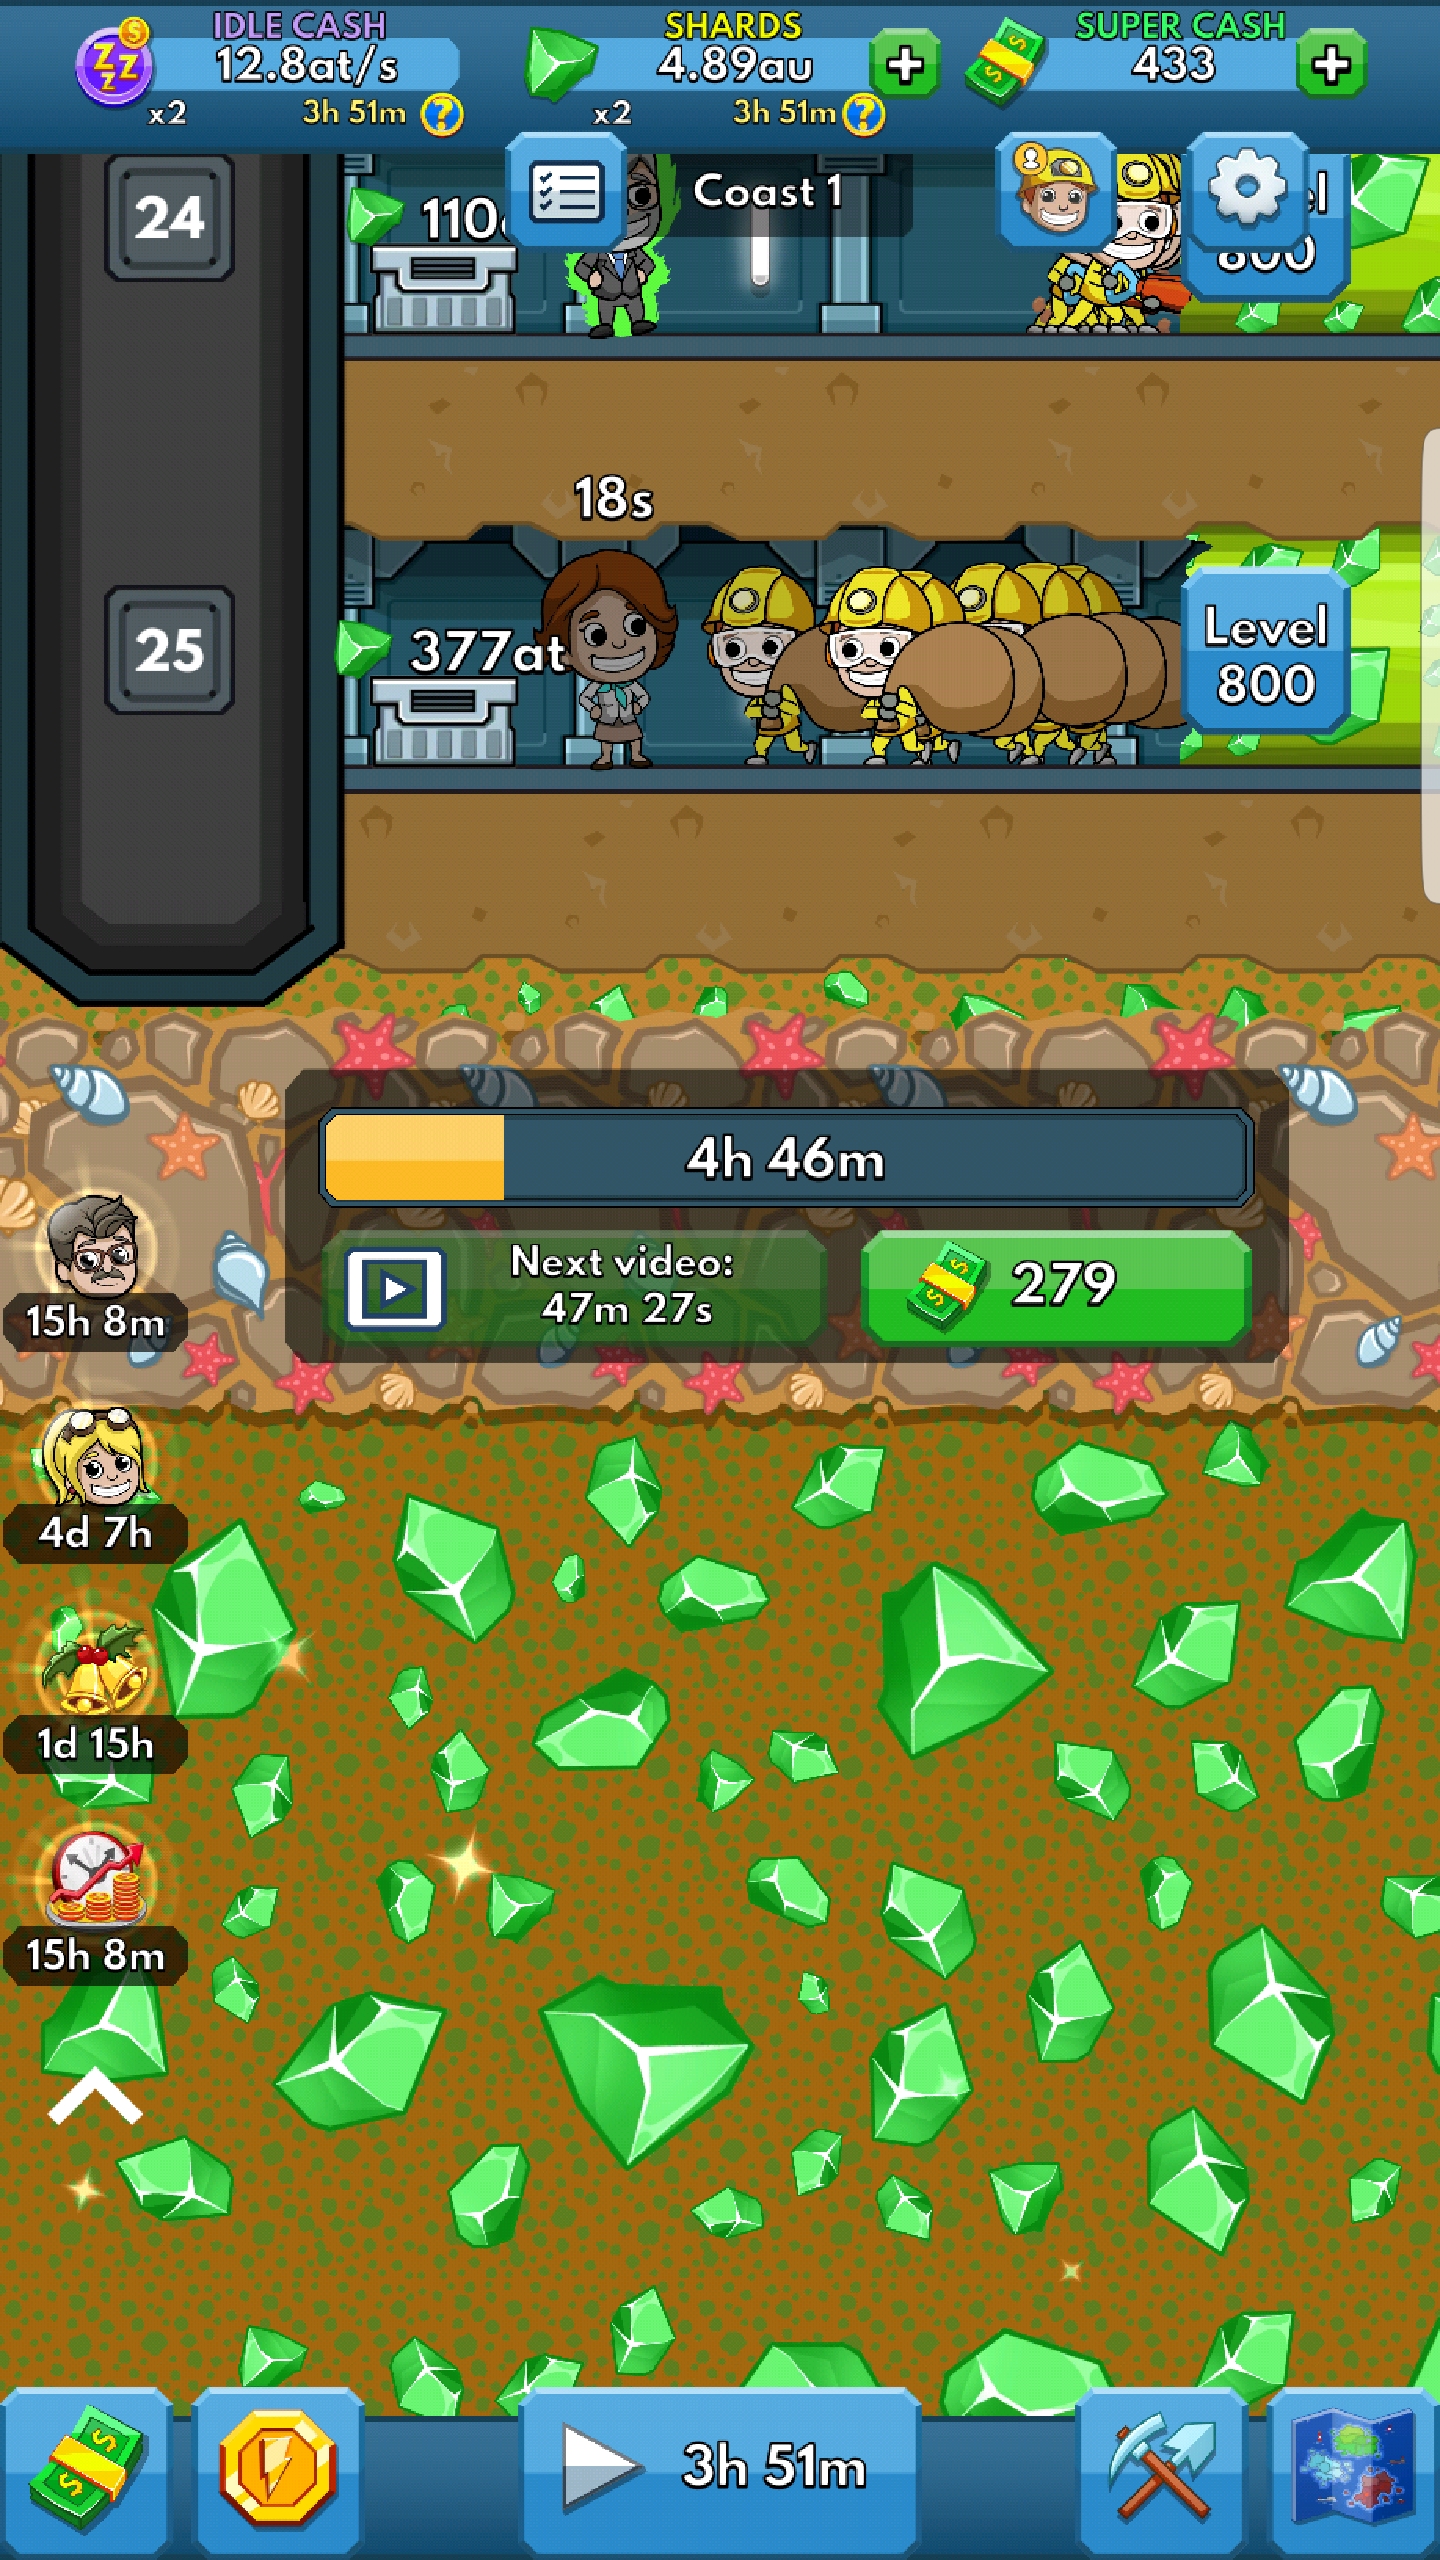 IDLE CASH
12.8at/s
x2
3h 51m
SHARDS
4.89au
x2
3h 51m
SUPER CASH
433
Coast 1
24
110
800
18s
25
377at
Level
800
4h 46m
Next video:
47m 27s
279
15h 8m
4d 7h
1d 15h
15h 8m
3h 51m